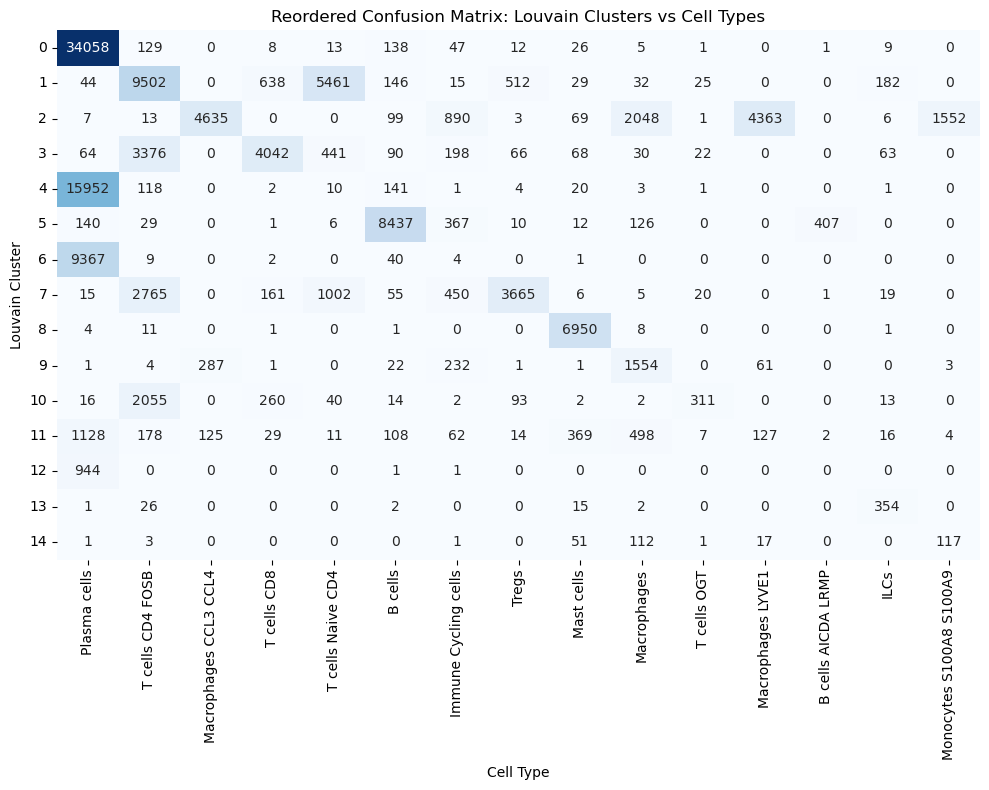 Reordered Confusion Matrix: Louvain Clusters vs Cell Types
0 34058 129 0 8 13 138 47 12 26 5 1 0 1 9 0
1 44 9502 0 638 5461 146 15 512 29 32 25 0 0 182 0
2 7 13 4635 0 0 99 890 3 69 2048 1 4363 0 6 1552
3 64 3376 0 4042 441 90 198 66 68 30 22 0 0 63 0
4 15952 118 0 2 10 141 1 4 20 3 1 0 0 1 0
5 140 29 0 1 6 8437 367 10 12 126 0 0 407 0 0
6 9367 9 0 2 0 40 4 0 1 0 0 0 0 0 0
7 15 2765 0 161 1002 55 450 3665 6 5 20 0 1 19 0
8 4 11 0 1 0 1 0 0 6950 8 0 0 0 1 0
9 1 4 287 1 0 22 232 1 1 1554 0 61 0 0 3
10 16 2055 0 260 40 14 2 93 2 2 311 0 0 13 0
11 1128 178 125 29 11 108 62 14 369 498 7 127 2 16 4
12 944 0 0 0 0 1 1 0 0 0 0 0 0 0 0
13 1 26 0 0 0 2 0 0 15 2 0 0 0 354 0
14 1 3 0 0 0 0 1 0 51 112 1 17 0 0 117
Louvain Cluster
Plasma cells
T cells CD4 FOSB
Macrophages CCL3 CCL4
T cells CD8
T cells Naive CD4
B cells
Immune Cycling cells
Tregs
Mast cells
Macrophages
T cells OGT
Macrophages LYVE1
B cells AICDA LRMP
ILCs
Monocytes S100A8 S100A9
Cell Type